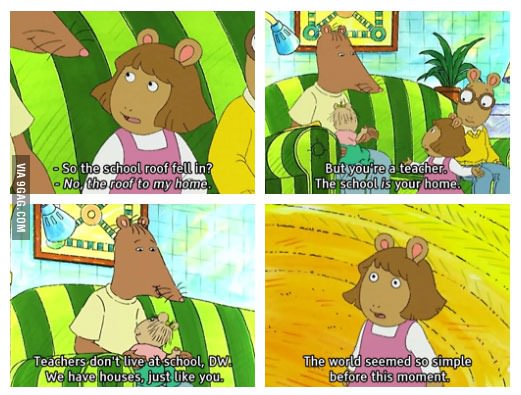 - So the school roof fell in?
- No, the roof to my home.
But you're a teacher.
The school is your home.
Teachers don't live at school, DW.
We have houses, just like you.
The world seemed so simple
before this moment.
VIA 9GAG.COM